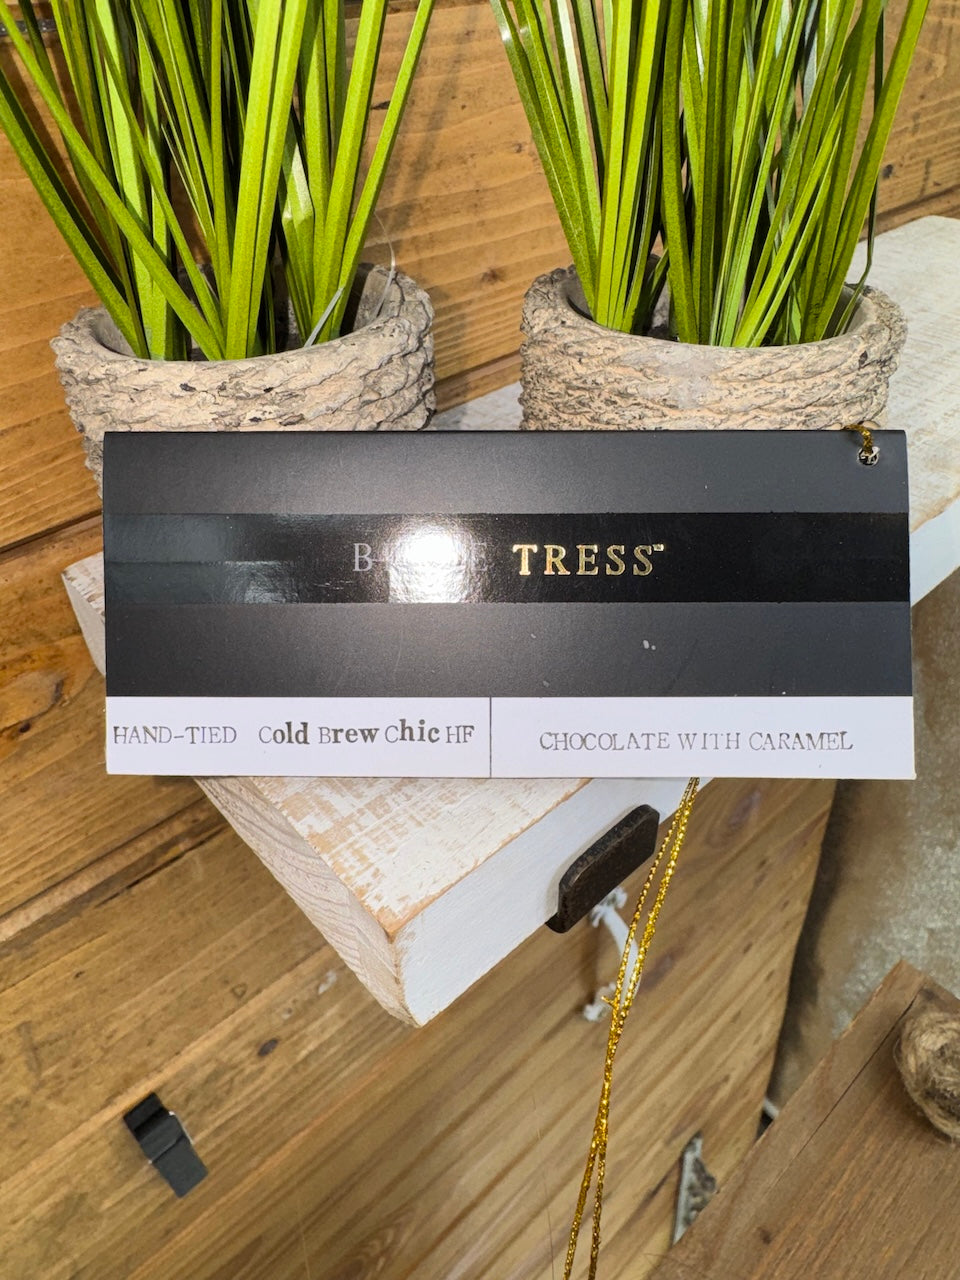 TRESS™
HAND-TIED Cold Brew Chic HF
CHOCOLATE WITH CARAMEL